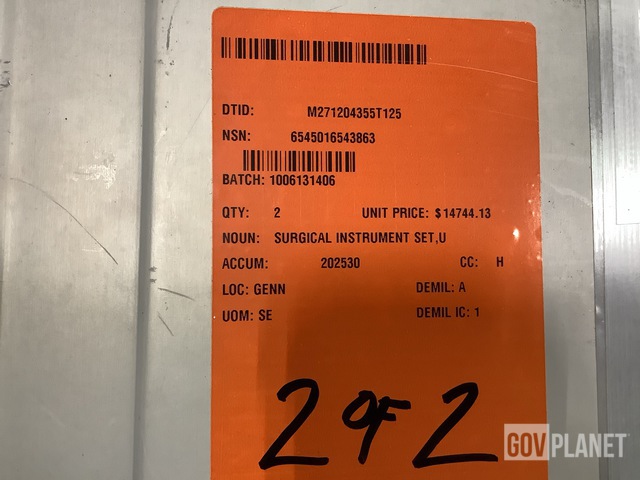 DTID: M271204355T125
NSN: 6545016543863
BATCH: 1006131406
QTY: 2 UNIT PRICE: $14744.13
NOUN: SURGICAL INSTRUMENT SET,U
ACCUM: 202530 CC: H
LOC: GENN DEMIL: A
UOM: SE DEMIL IC: 1
2 OF 2
GOVPLANET